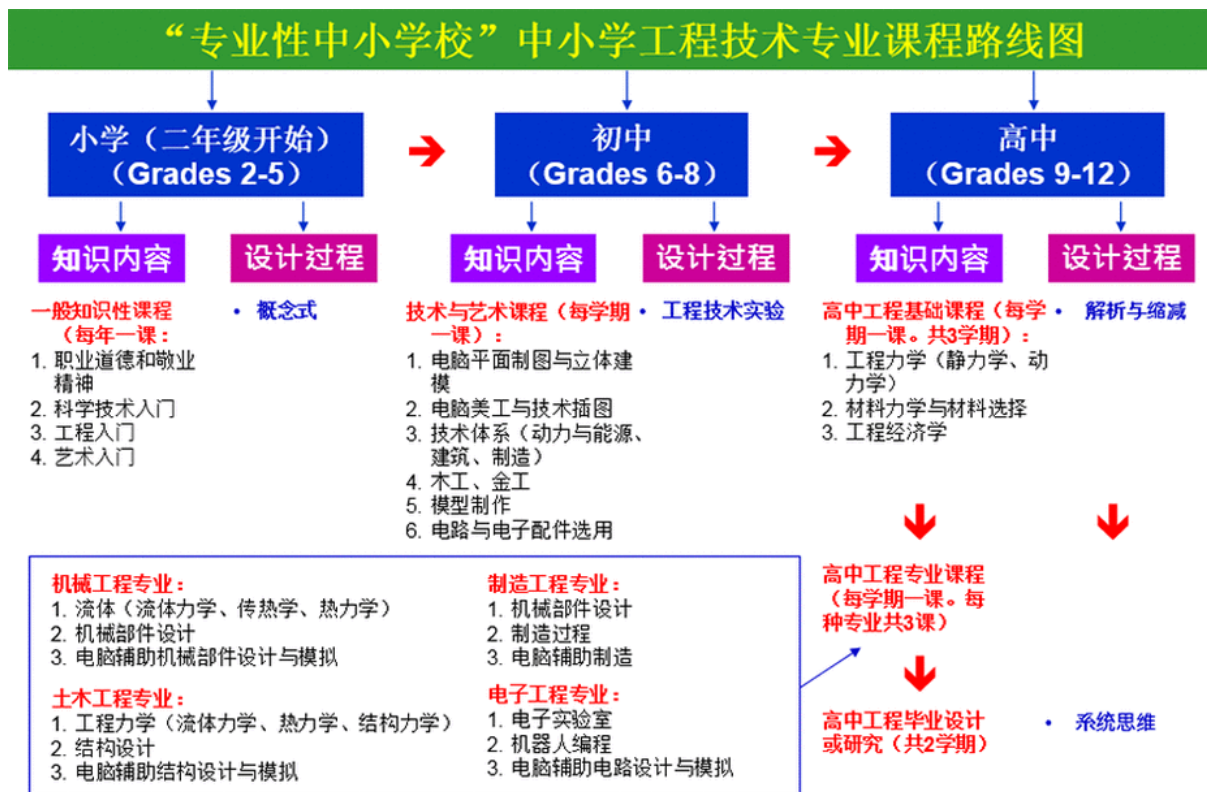 “专业性中小学校”中小学工程技术专业课程路线图
小学（二年级开始）
（Grades 2-5）
初中
（Grades 6-8）
高中
（Grades 9-12）
知识内容
设计过程
知识内容
设计过程
知识内容
设计过程
一般知识性课程
（每年一课：
1. 职业道德和敬业
精神
2. 科学技术入门
3. 工程入门
4. 艺术入门
• 概念式
技术与艺术课程（每学期
一课）：
1. 电脑平面制图与立体建
模
2. 电脑美工与技术插图
3. 技术体系（动力与能源、
建筑、制造）
4. 木工、金工
5. 模型制作
6. 电路与电子配件选用
• 工程技术实验
高中工程基础课程（每学
期一课。共3学期）：
1. 工程力学（静力学、动
力学）
2. 材料力学与材料选择
3. 工程经济学
• 解析与缩减
机械工程专业：
1. 流体（流体力学、传热学、热力学）
2. 机械部件设计
3. 电脑辅助机械部件设计与模拟
制造工程专业：
1. 机械部件设计
2. 制造过程
3. 电脑辅助制造
土木工程专业：
1. 工程力学（流体力学、热力学、结构力学）
2. 结构设计
3. 电脑辅助结构设计与模拟
电子工程专业：
1. 电子实验室
2. 机器人编程
3. 电脑辅助电路设计与模拟
高中工程专业课程
（每学期一课。每
种专业共3课）
高中工程毕业设计
或研究（共2学期）
• 系统思维